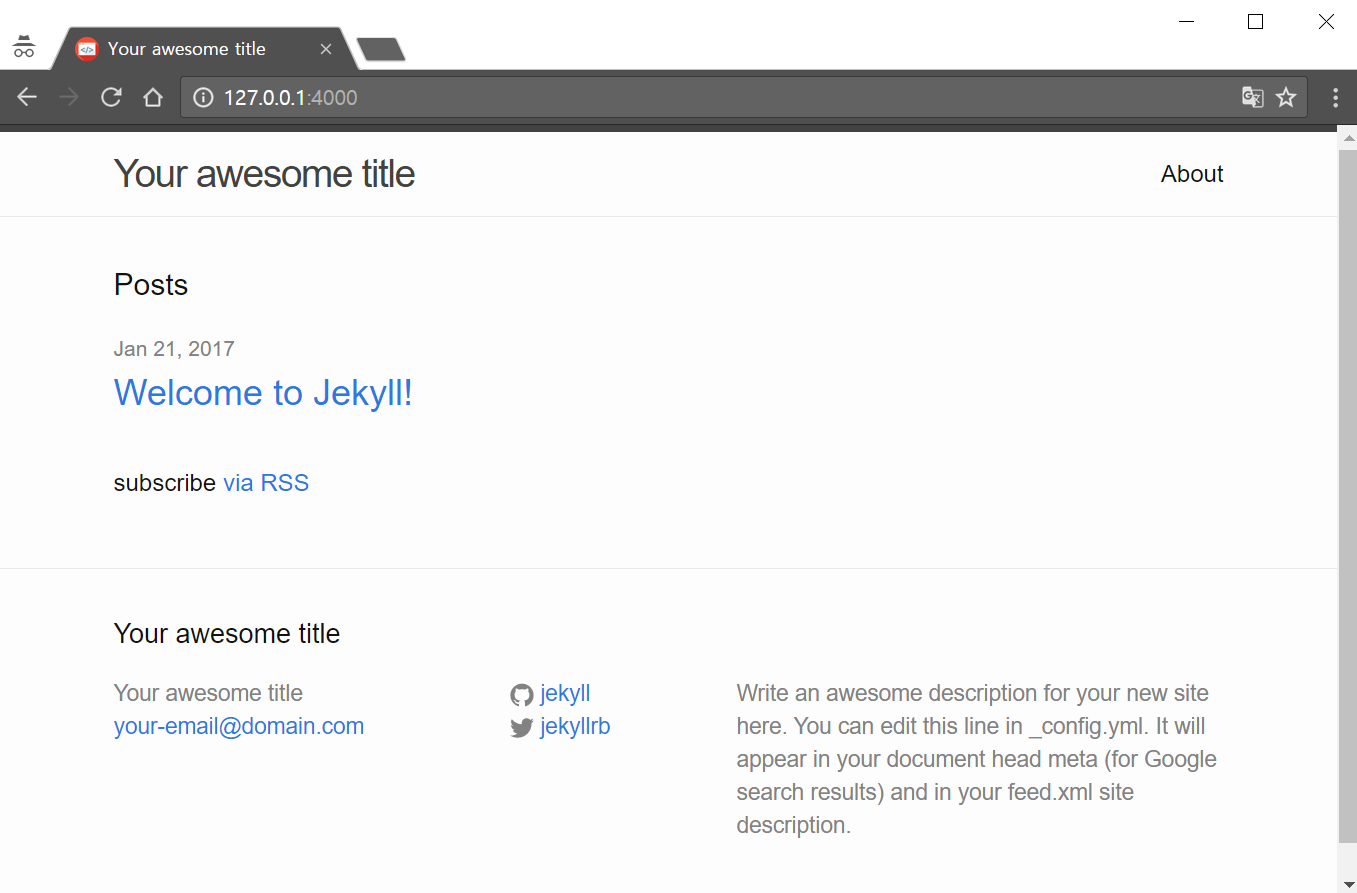 Your awesome title
127.0.0.1:4000
Your awesome title
About
Posts
Jan 21, 2017
Welcome to Jekyll!
subscribe via RSS
Your awesome title
Your awesome title
your-email@domain.com
jekyll
jekyllrb
Write an awesome description for your new site
here. You can edit this line in _config.yml. It will
appear in your document head meta (for Google
search results) and in your feed.xml site
description.